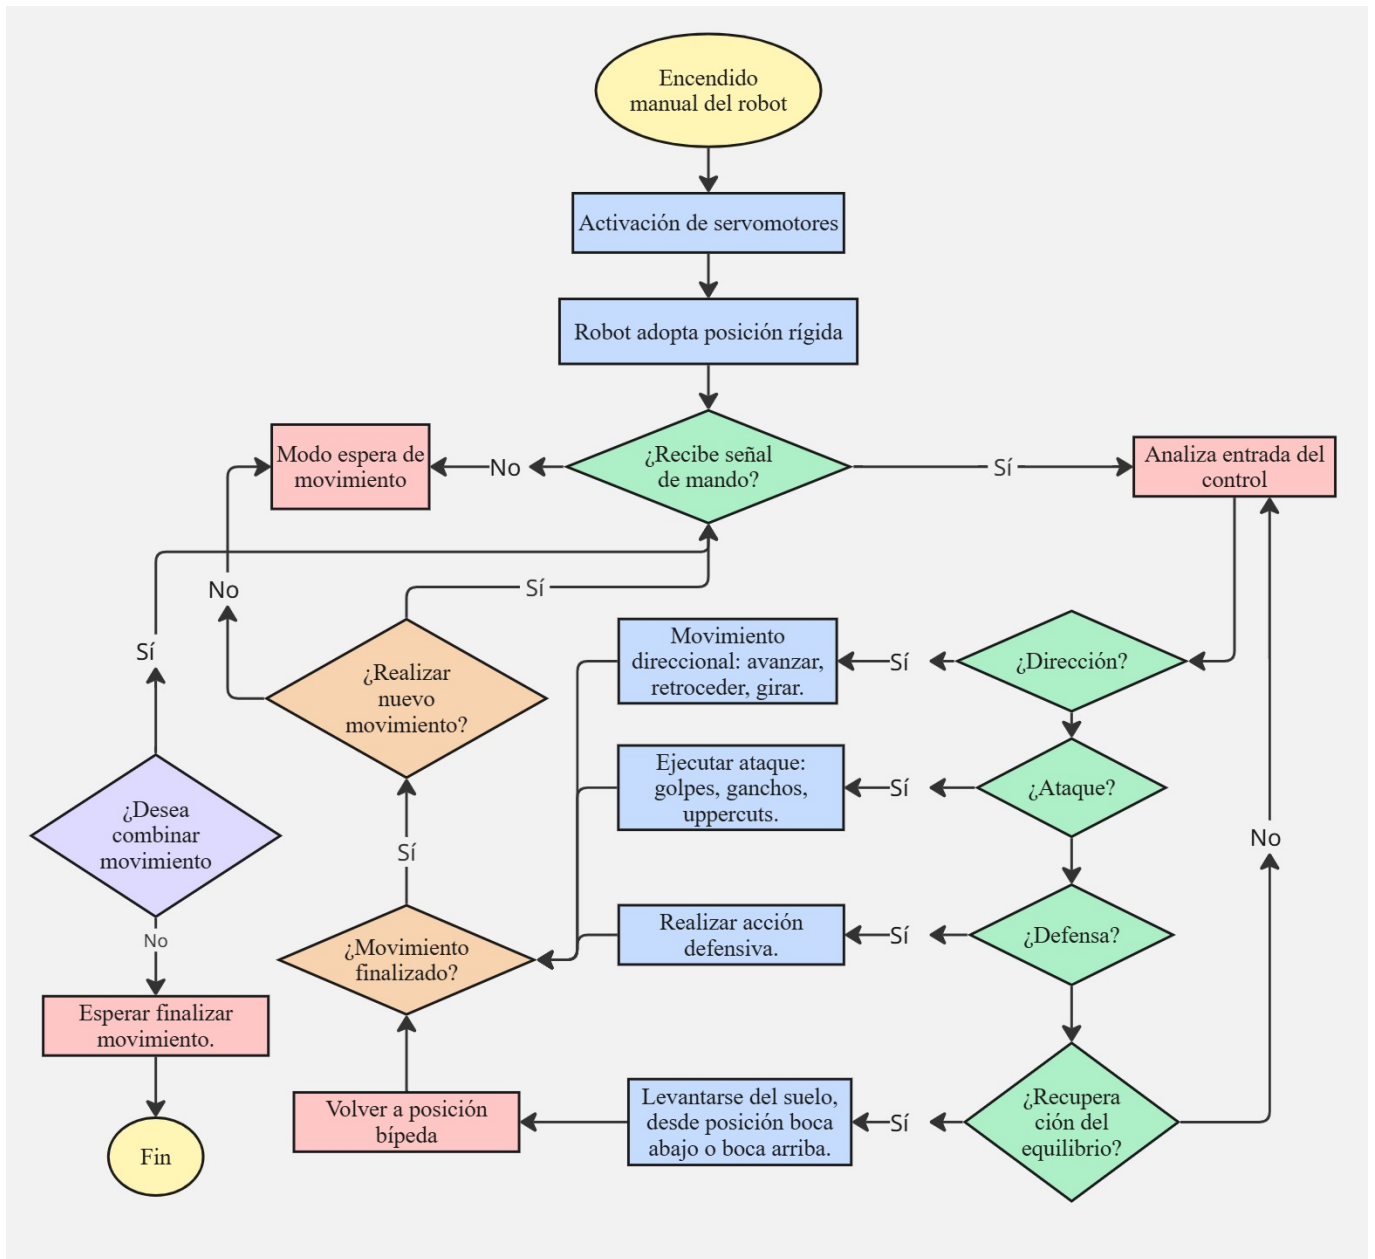 Encendido
manual del robot
Activación de servomotores
Robot adopta posición rígida
¿Recibe señal
de mando?
No
Modo espera de
movimiento
Sí
Analiza entrada del
control
No
Sí
Sí
¿Realizar
nuevo
movimiento?
Movimiento
direccional: avanzar,
retroceder, girar.
Sí
¿Dirección?
Ejecutar ataque:
golpes, ganchos,
uppercuts.
Sí
¿Ataque?
¿Desea
combinar
movimiento
Sí
No
No
¿Movimiento
finalizado?
Realizar acción
defensiva.
Sí
¿Defensa?
Esperar finalizar
movimiento.
Volver a posición
bípeda
Levantarse del suelo,
desde posición boca
abajo o boca arriba.
Sí
¿Recupera
ción del
equilibrio?
Fin